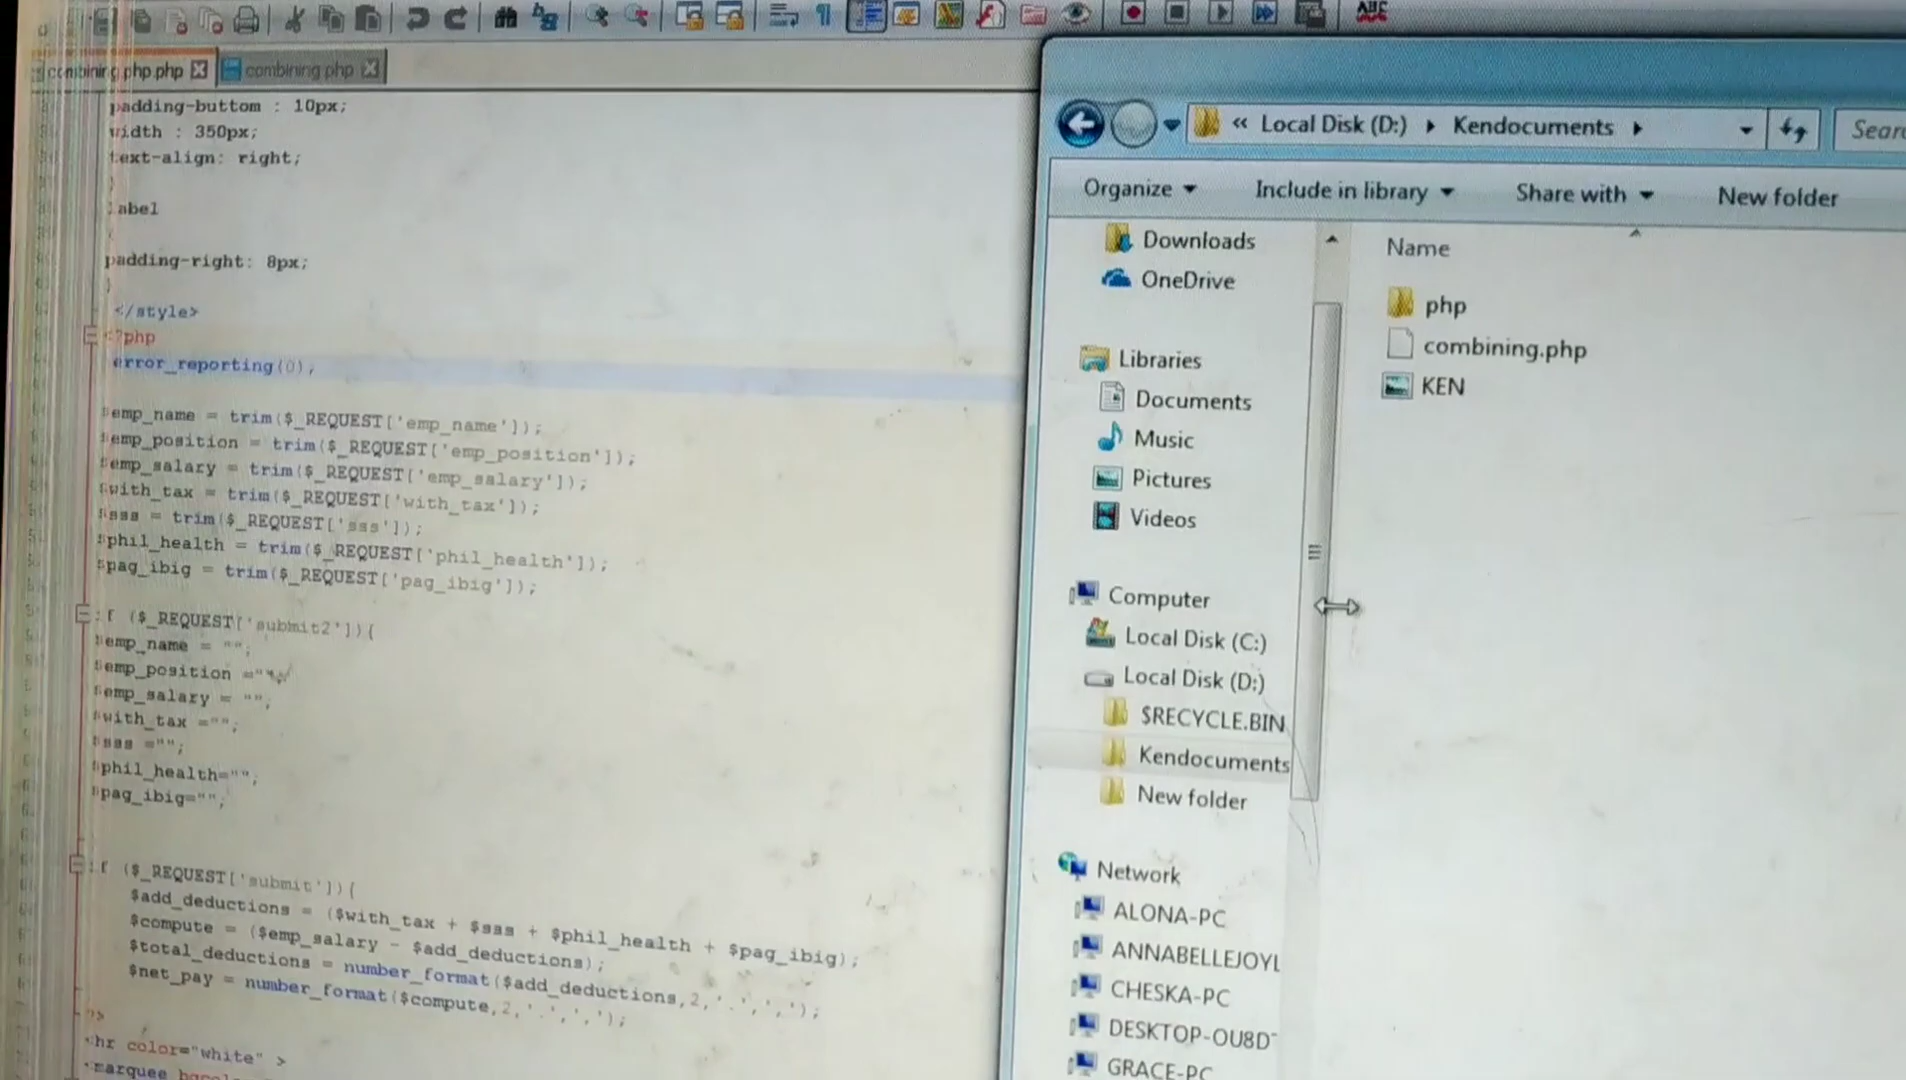 ABC
combining.php.php
combining.php
padding-buttom : 10px;
width : 350px;
text-align: right;
}
label
{
padding-right: 8px;
}
</style>
<?php
error_reporting(0);
$emp_name = trim($_REQUEST['emp_name']);
$emp_position = trim($_REQUEST['emp_position']);
$emp_salary = trim($_REQUEST['emp_salary']);
$with_tax = trim($_REQUEST['with_tax']);
$sss = trim($_REQUEST['sss']);
$phil_health = trim($_REQUEST['phil_health']);
$pag_ibig = trim($_REQUEST['pag_ibig']);
if ($_REQUEST['submit2']){
$emp_name = "";
$emp_position ="";
$emp_salary = "";
$with_tax ="";
$sss ="";
$phil_health="";
$pag_ibig="";
if ($_REQUEST['submit']){
$add_deductions = ($with_tax + $sss + $phil_health + $pag_ibig);
$compute = ($emp_salary - $add_deductions);
$total_deductions = number_format($add_deductions,2,'.',',');
$net_pay = number_format($compute,2,'.',',');
?>
<hr color="white" >
<marquee
« Local Disk (D:) Kendocuments
Organize
Include in library
Share with
New folder
Downloads
OneDrive
Libraries
Documents
Music
Pictures
Videos
Computer
Local Disk (C:)
Local Disk (D:)
$RECYCLE.BIN
Kendocuments
New folder
Network
ALONA-PC
ANNABELLEJOYL
CHESKA-PC
DESKTOP-OU8D
GRACE-PC
Name
php
combining.php
KEN